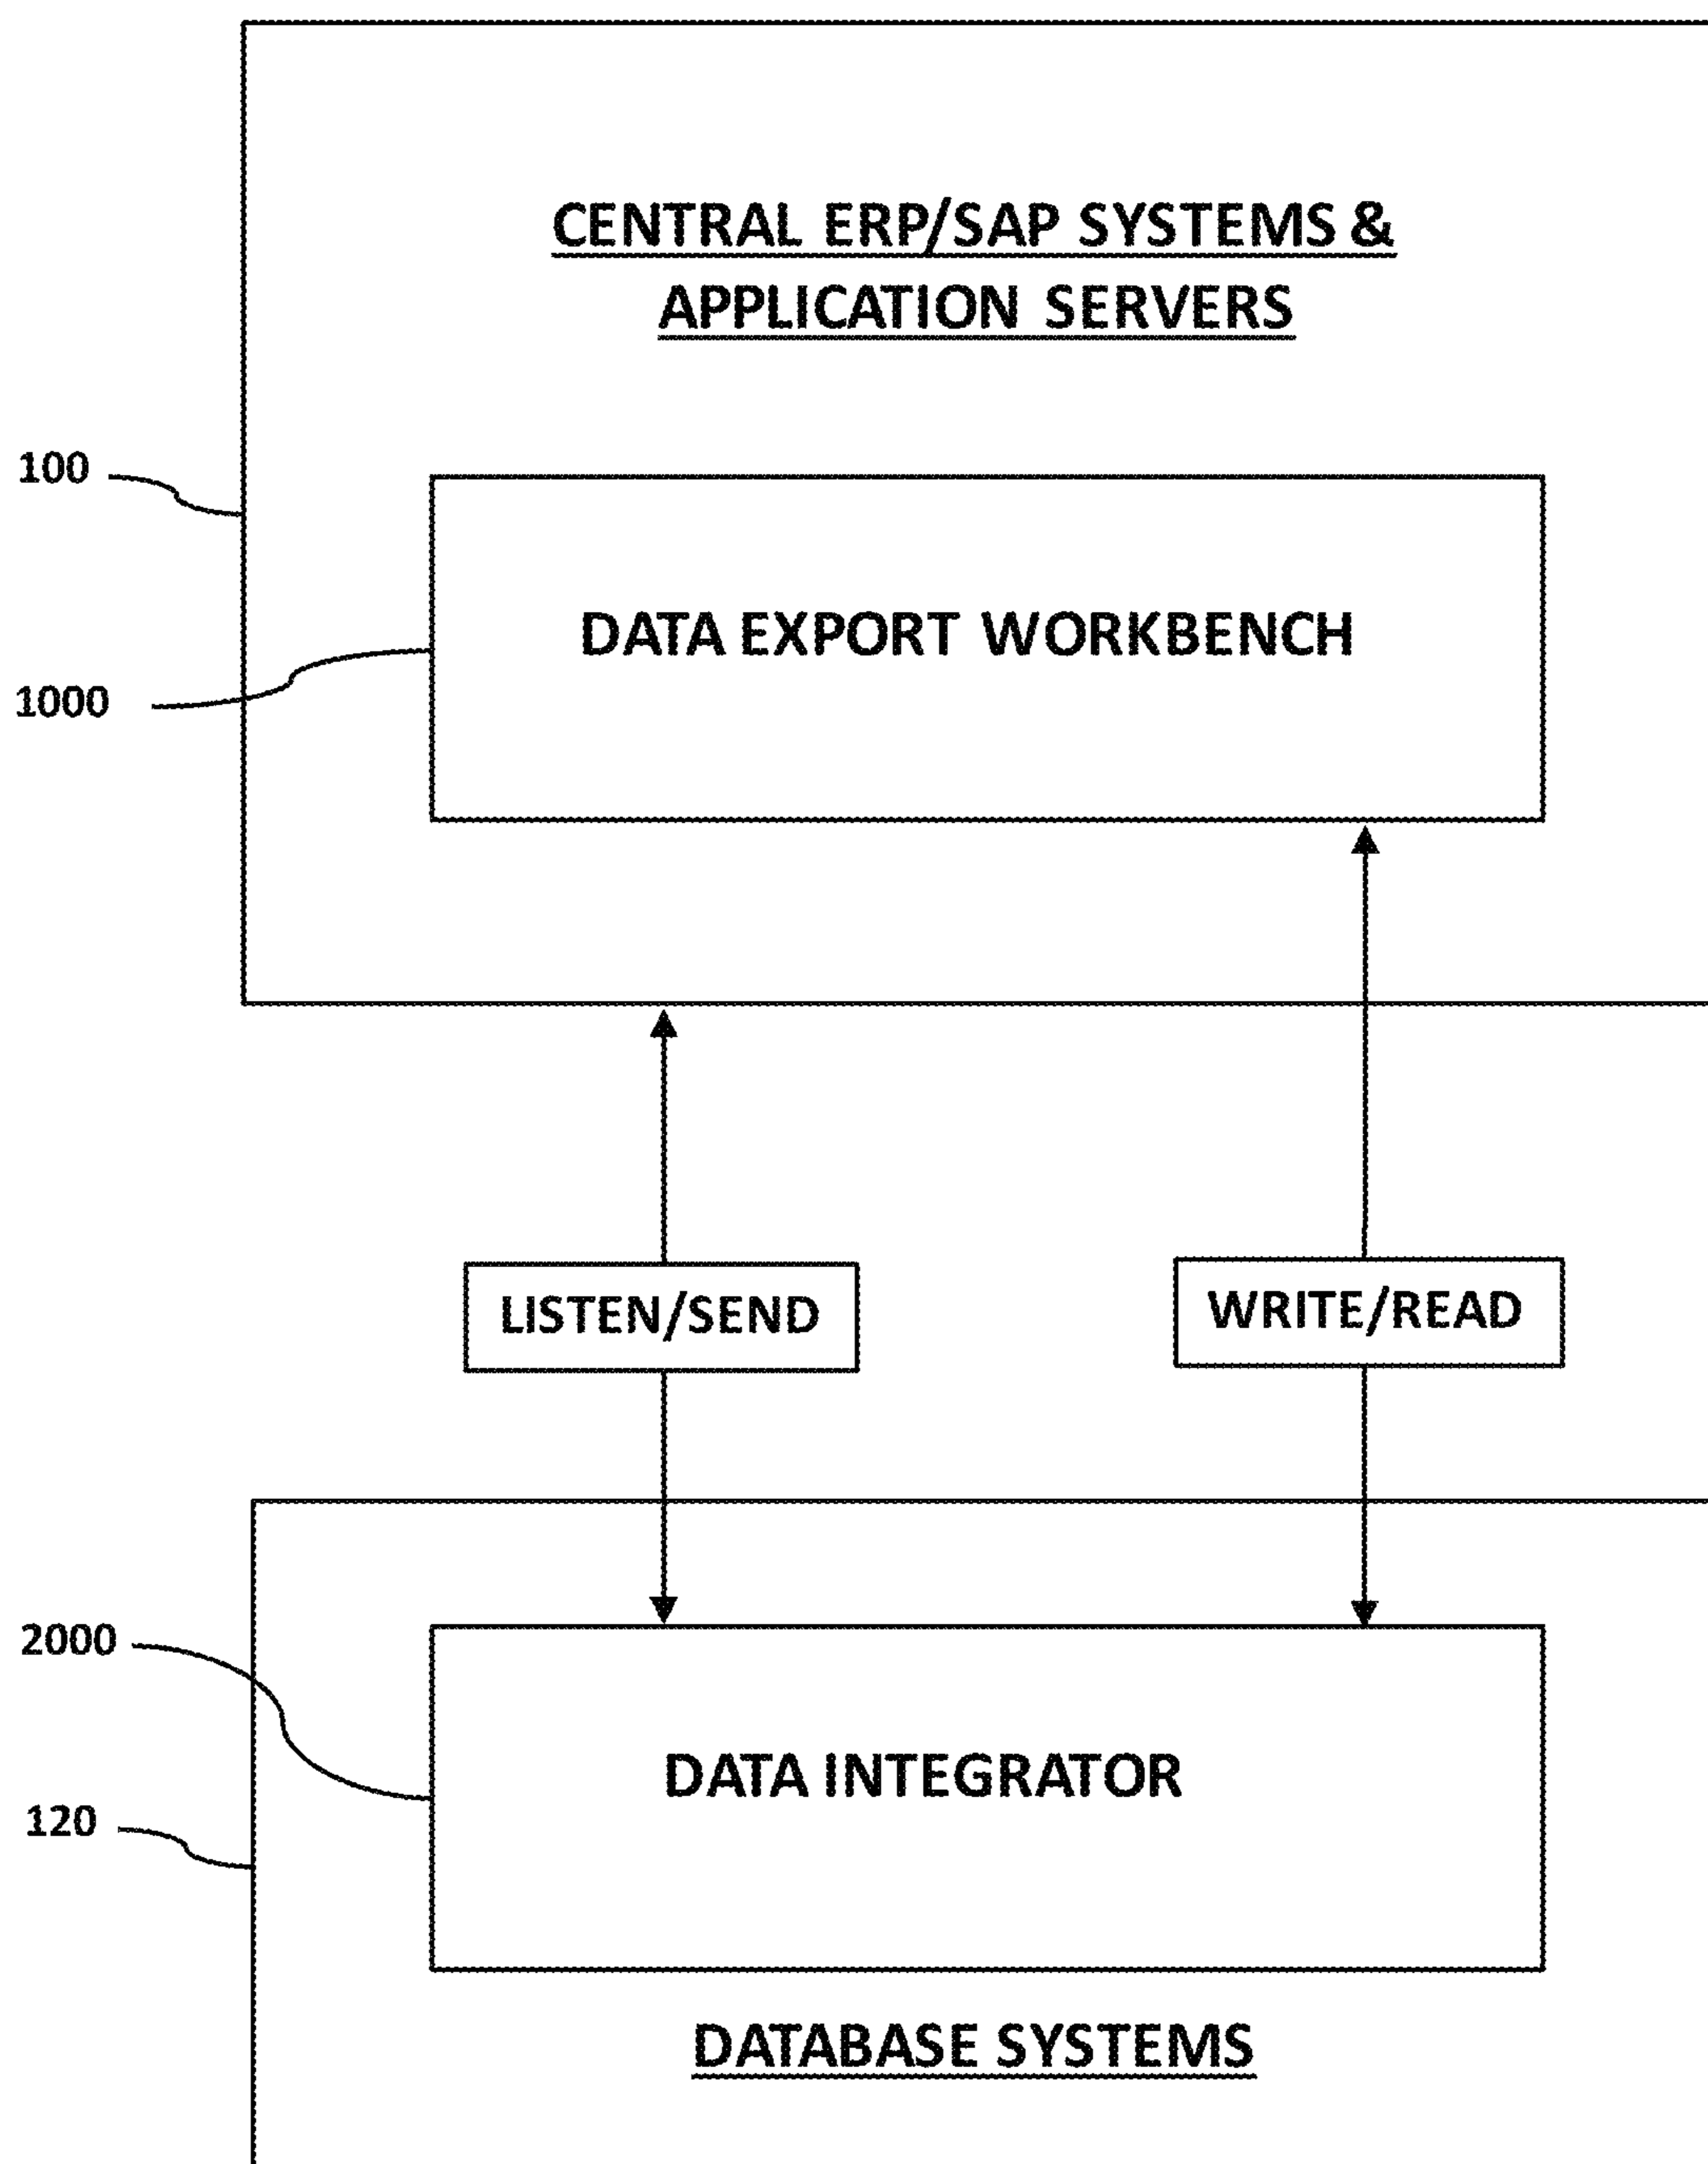 CENTRAL ERP/SAP SYSTEMS &
APPLICATION SERVERS
100
DATA EXPORT WORKBENCH
1000
LISTEN/SEND
WRITE/READ
2000
DATA INTEGRATOR
120
DATABASE SYSTEMS